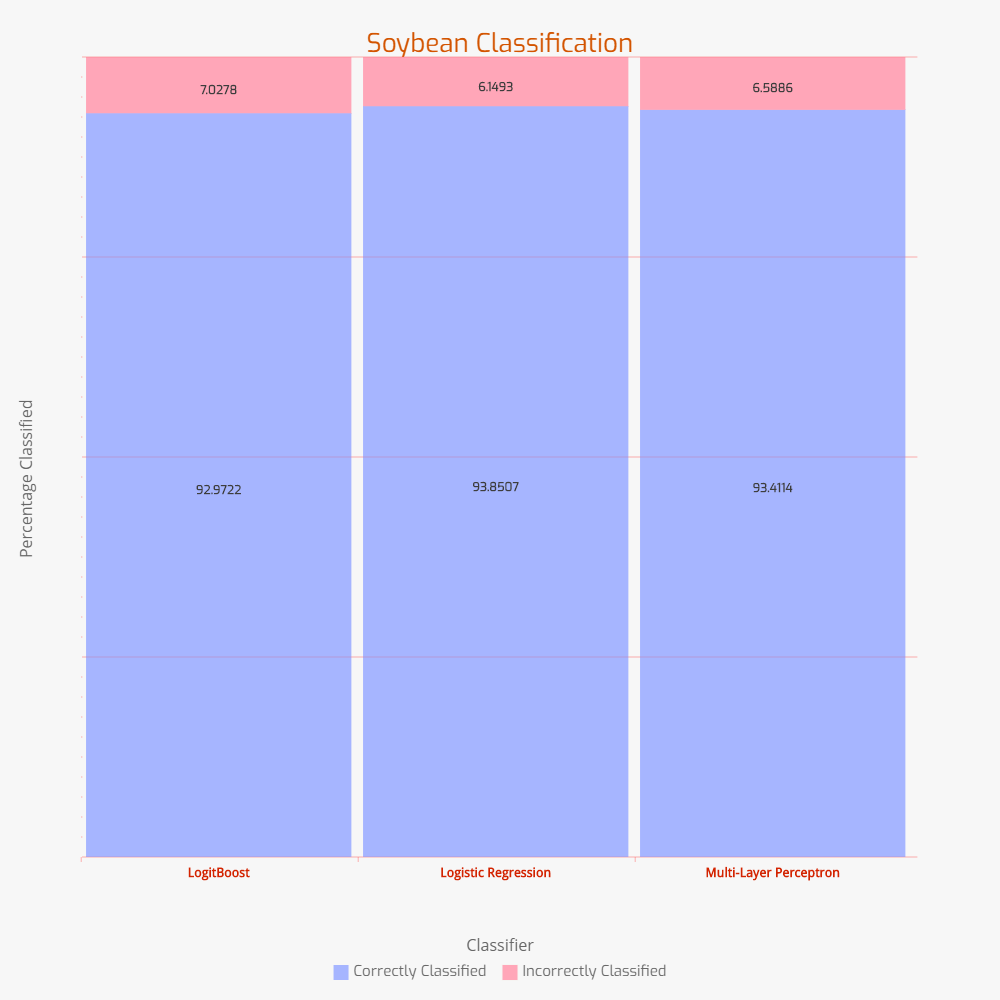 Soybean Classification
7.0278
6.1493
6.5886
Percentage Classified
92.9722
93.8507
93.4114
LogitBoost
Logistic Regression
Multi-Layer Perceptron
Classifier
Correctly Classified
Incorrectly Classified